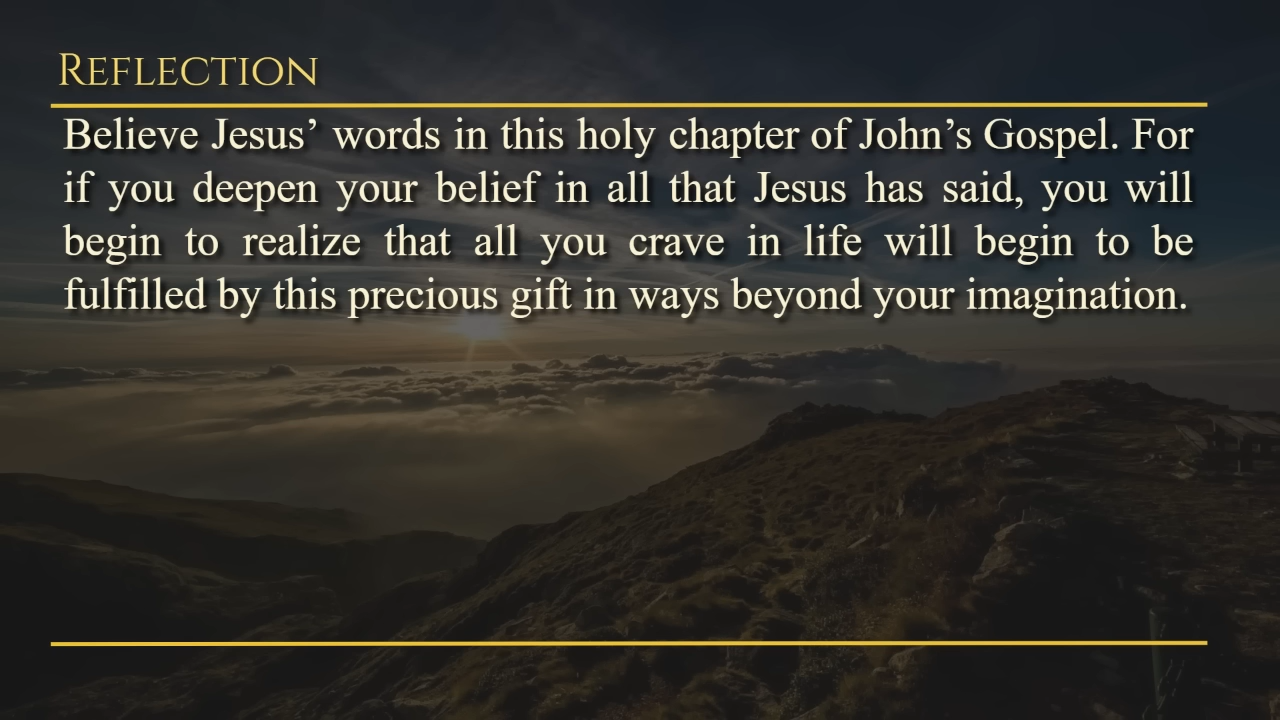 Reflection
Believe Jesus’ words in this holy chapter of John’s Gospel. For
if you deepen your belief in all that Jesus has said, you will
begin to realize that all you crave in life will begin to be
fulfilled by this precious gift in ways beyond your imagination.